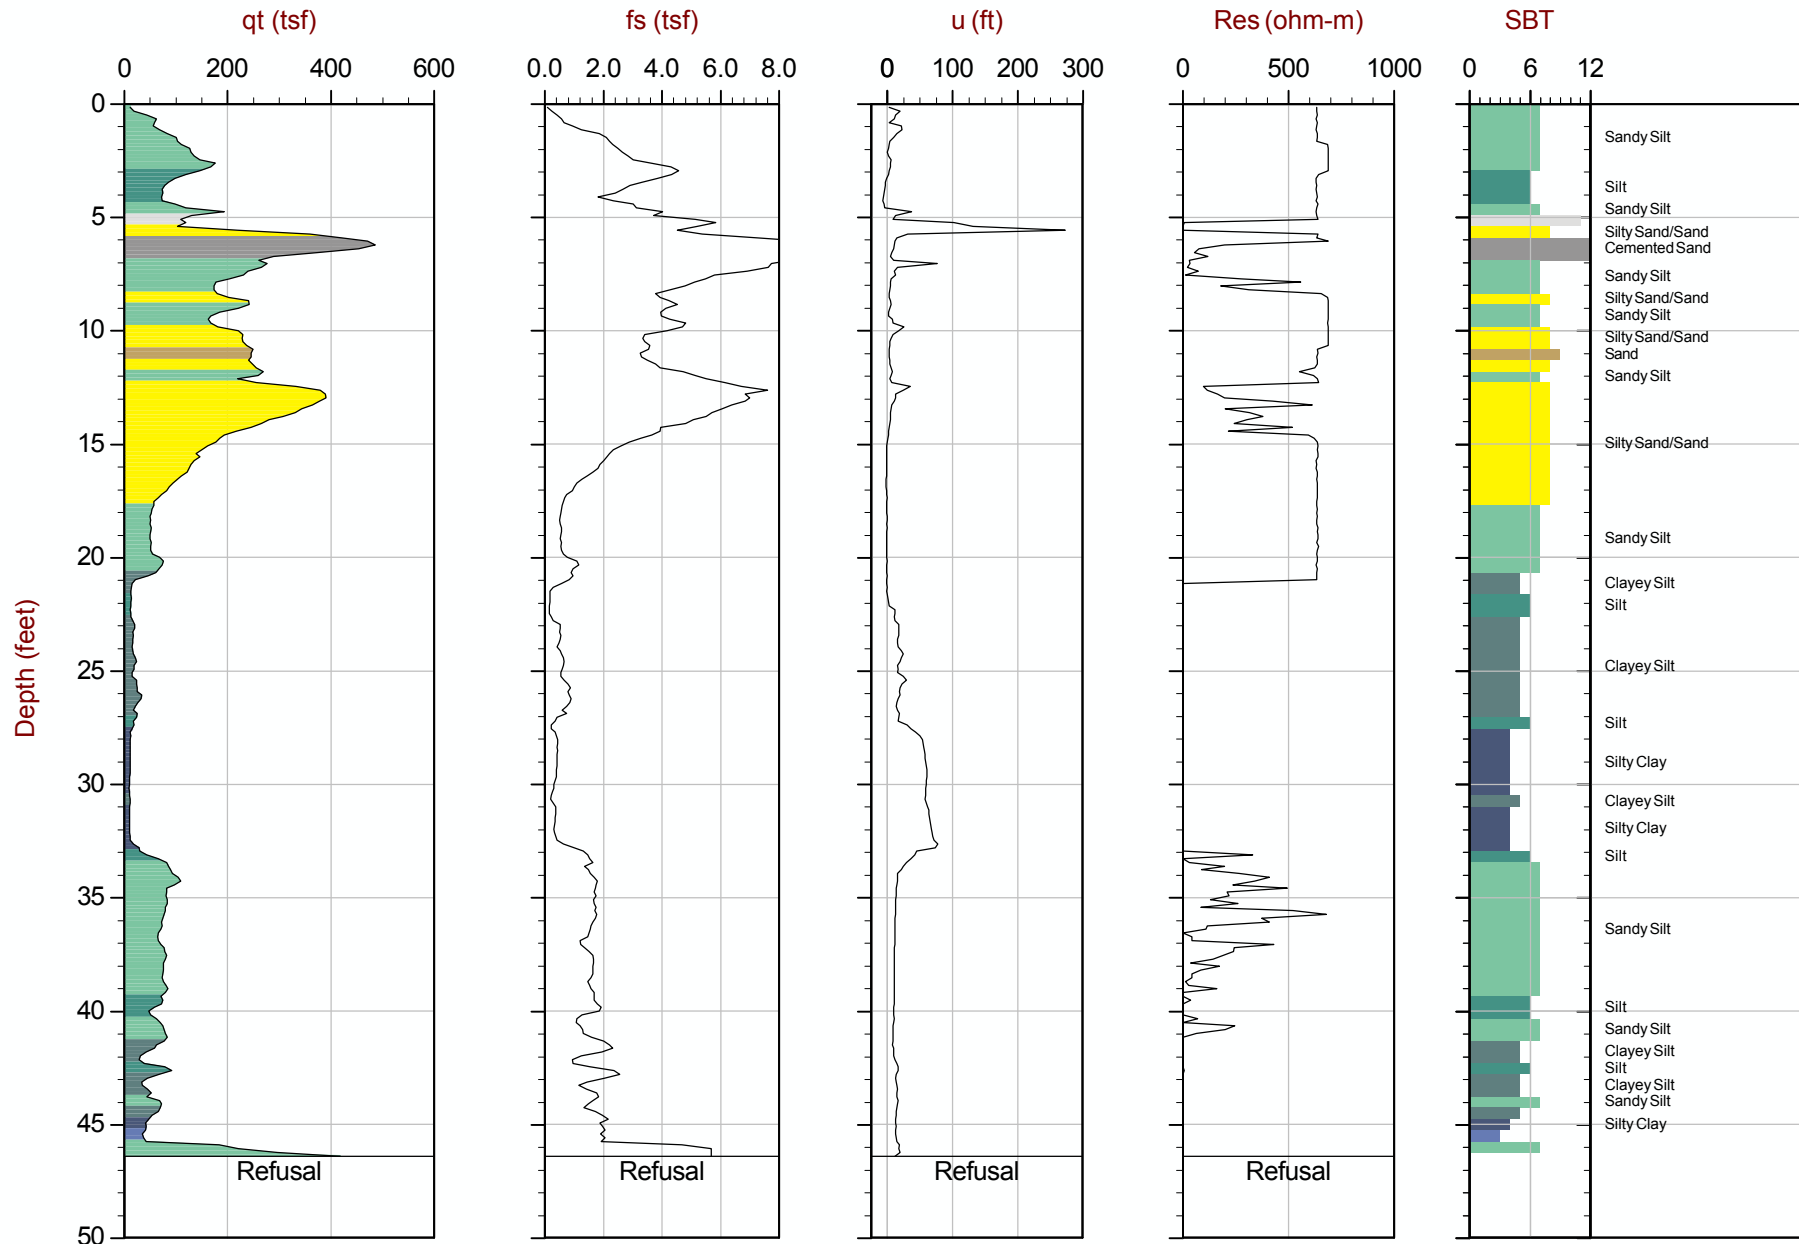 qt (tsf) fs (tsf) u (ft) Res (ohm-m) SBT
0 200 400 600 0.0 2.0 4.0 6.0 8.0 0 100 200 300 0 500 1000 0 6 12
0
Sandy Silt
Silt
Sandy Silt
5
Silty Sand/Sand
Cemented Sand
Sandy Silt
Silty Sand/Sand
Sandy Silt
10
Silty Sand/Sand
Sand
Sandy Silt
15
Silty Sand/Sand
Sandy Silt
20
Clayey Silt
Silt
Clayey Silt
25
Depth (feet)
Silt
Silty Clay
30
Clayey Silt
Silty Clay
Silt
35
Sandy Silt
40
Silt
Sandy Silt
Clayey Silt
Silt
Clayey Silt
Sandy Silt
45
Silty Clay
Refusal Refusal Refusal Refusal
50